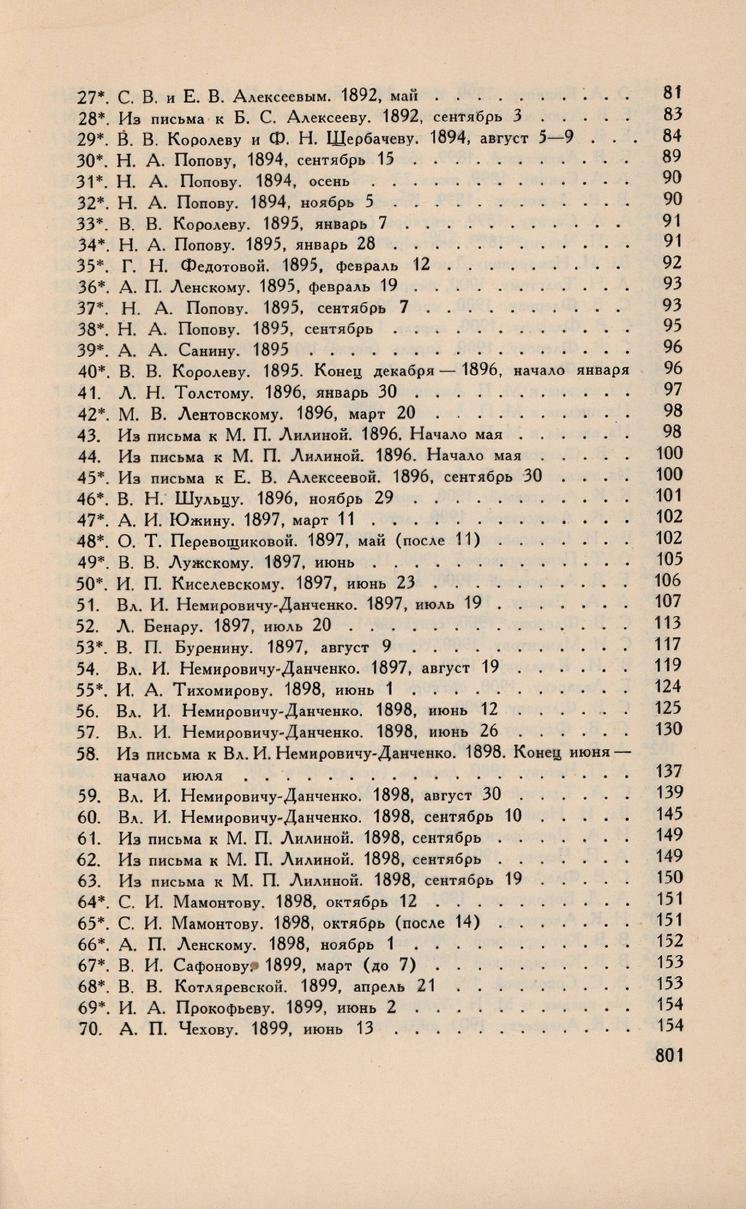 27*. С. В. и Е. В. Алексеевым. 1892, май . . . . . . . . . . 81
28*. Из письма к Б. С. Алексееву. 1892, сентябрь 3 . . . . . 83
29*. В. В. Королеву и Ф. Н. Щербачеву. 1894, август 5—9 . . . 84
30*. Н. А. Попову, 1894, сентябрь 15 . . . . . . . . . . . 89
31*. Н. А. Попову. 1894, осень . . . . . . . . . . . . 90
32*. Н. А. Попову. 1894, ноябрь 5 . . . . . . . . . . . 90
33*. В. В. Королеву. 1895, январь 7 . . . . . . . . . . . 91
34*. Н. А. Попову. 1895, январь 28 . . . . . . . . . . . . 91
35*. Г. Н. Федотовой. 1895, февраль 12 . . . . . . . . . 92
36*. А. П. Ленскому. 1895, февраль 19 . . . . . . . . . . . 93
37*. Н. А. Попову. 1895, сентябрь 7 . . . . . . . . . . 93
38*. Н. А. Попову. 1895, сентябрь . . . . . . . . . . . . 95
39*. А. А. Санину. 1895 . . . . . . . . . . . . . . . 96
40*. В. В. Королеву. 1895. Конец декабря — 1896, начало января 96
41. Л. Н. Толстому. 1896, январь 30 . . . . . . . . . . . 97
42*. М. В. Лентовскому. 1896, март 20 . . . . . . . . . . 98
43. Из письма к М. П. Лилиной. 1896. Начало мая . . . . . . 98
44. Из письма к М. П. Лилиной. 1896. Начало мая . . . . . 100
45*. Из письма к Е. В. Алексеевой. 1896, сентябрь 30 . . . . 100
46*. В. Н. Шульцу. 1896, ноябрь 29 . . . . . . . . . . . 101
47*. А. И. Южину. 1897, март 11 . . . . . . . . . . . . . 102
48*. О. Т. Перевощиковой. 1897, май (после 11) . . . . . . . 102
49*. В. В. Лужскому. 1897, июнь . . . . . . . . . . . . . 105
50*. И. П. Киселевскому. 1897, июнь 23 . . . . . . . . . . 106
51. Вл. И. Немировичу-Данченко. 1897, июль 19 . . . . . . . 107
52. Л. Бенару. 1897, июль 20 . . . . . . . . . . . . . . 113
53*. В. П. Буренину. 1897, август 9 . . . . . . . . . . . 117
54. Вл. И. Немировичу-Данченко. 1897, август 19 . . . . . . 119
55*. И. А. Тихомирову. 1898, июнь 1 . . . . . . . . . . . 124
56. Вл. И. Немировичу-Данченко. 1898, июнь 12 . . . . . . 125
57. Вл. И. Немировичу-Данченко. 1898, июнь 26 . . . . . . 130
58. Из письма к Вл. И. Немировичу-Данченко. 1898. Конец июня —
начало июля . . . . . . . . . . . . . . . . . 137
59. Вл. И. Немировичу-Данченко. 1898, август 30 . . . . . . 139
60. Вл. И. Немировичу-Данченко. 1898, сентябрь 10 . . . . . 145
61. Из письма к М. П. Лилиной. 1898, сентябрь . . . . . . . 149
62. Из письма к М. П. Лилиной. 1898, сентябрь . . . . . . . 149
63. Из письма к М. П. Лилиной. 1898, сентябрь 19 . . . . . 150
64*. С. И. Мамонтову. 1898, октябрь 12 . . . . . . . . . . 151
65*. С. И. Мамонтову. 1898, октябрь (после 14) . . . . . . . 151
66*. А. П. Ленскому. 1898, ноябрь 1 . . . . . . . . . . . 152
67*. В. И. Сафонову. 1899, март (до 7) . . . . . . . . . . 153
68*. В. В. Котляревской. 1899, апрель 21 . . . . . . . . . 153
69*. И. А. Прокофьеву. 1899, июнь 2 . . . . . . . . . . . 154
70. А. П. Чехову. 1899, июнь 13 . . . . . . . . . . . . 154
801